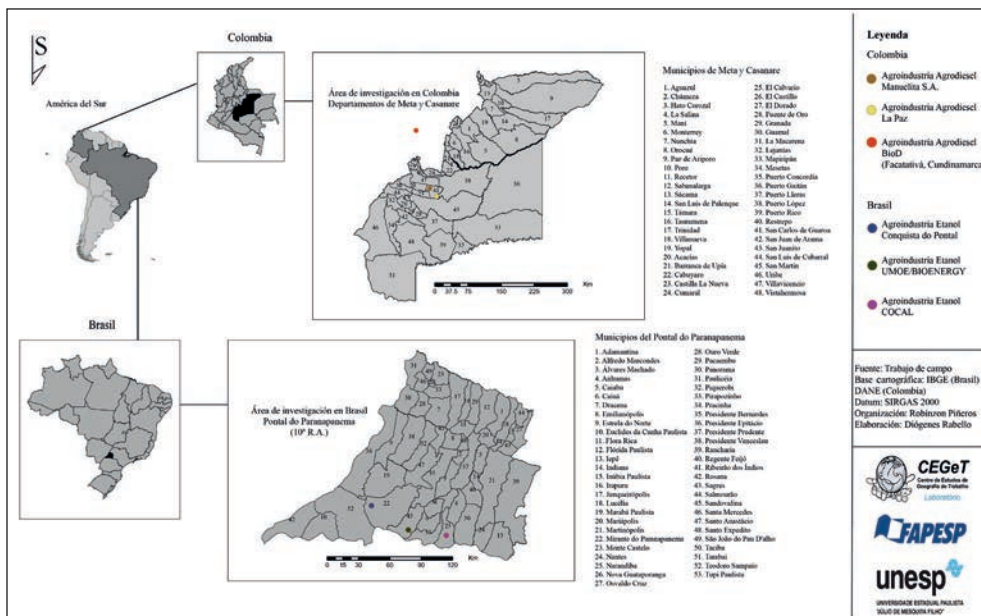 S
América del Sur
Colombia
Área de investigación en Colombia
Departamentos de Meta y Casanare
0 37.5 75 150 225 300
Km
Municipios de Meta y Casanare
1. Aguazul
2. Chámeza
3. Hato Corozal
4. La Salina
5. Maní
6. Monterrey
7. Nunchía
8. Orocué
9. Paz de Ariporo
10. Pore
11. Recetor
12. Sabanalarga
13. Sácama
14. San Luis de Palenque
15. Támara
16. Tauramena
17. Trinidad
18. Villanueva
19. Yopal
20. Acacías
21. Barranca de Upía
22. Cabuyaro
23. Castilla La Nueva
24. Cumaral
25. El Calvario
26. El Castillo
27. El Dorado
28. Fuente de Oro
29. Granada
30. Guamal
31. La Macarena
32. Lejanías
33. Mapiripán
34. Mesetas
35. Puerto Concordia
36. Puerto Gaitán
37. Puerto Lleras
38. Puerto López
39. Puerto Rico
40. Restrepo
41. San Carlos de Guaroa
42. San Juan de Arama
43. San Juanito
44. San Luis de Cubarral
45. San Martín
46. Uribe
47. Villavicencio
48. Vistahermosa
Brasil
Área de investigación en Brasil
Pontal do Paranapanema
(10ª R.A.)
0 15 30 60 90 120
Km
Municipios del Pontal do Paranapanema
1. Adamantina
2. Alfredo Marcondes
3. Álvares Machado
4. Anhumas
5. Caiabu
6. Caiuá
7. Dracena
8. Emilianópolis
9. Estrela do Norte
10. Euclides da Cunha Paulista
11. Flora Rica
12. Flórida Paulista
13. Iepê
14. Indiana
15. Inúbia Paulista
16. Irapuru
17. Junqueirópolis
18. Lucélia
19. Marabá Paulista
20. Mariápolis
21. Martinópolis
22. Mirante do Paranapanema
23. Monte Castelo
24. Nantes
25. Narandiba
26. Nova Guataporanga
27. Osvaldo Cruz
28. Ouro Verde
29. Pacaembu
30. Panorama
31. Paulicéia
32. Piquerobi
33. Pirapozinho
34. Pracinha
35. Presidente Bernardes
36. Presidente Epitácio
37. Presidente Prudente
38. Presidente Venceslau
39. Rancharia
40. Regente Feijó
41. Ribeirão dos Índios
42. Rosana
43. Sagres
44. Salmourão
45. Sandovalina
46. Santa Mercedes
47. Santo Anastácio
48. Santo Expedito
49. São João do Pau D'alho
50. Taciba
51. Tarabai
52. Teodoro Sampaio
53. Tupi Paulista
Leyenda
Colombia
Agroindustria Agrodiesel
Manuelita S.A.
Agroindustria Agrodiesel
La Paz
Agroindustria Agrodiesel
BioD
(Facatativá, Cundinamarca
Brasil
Agroindustria Etanol
Conquista do Pontal
Agroindustria Etanol
UMOE/BIOENERGY
Agroindustria Etanol
COCAL
Fuente: Trabajo de campo
Base cartográfica: IBGE (Brasil)
DANE (Colombia)
Datum: SIRGAS 2000
Organización: Robinzon Piñeros
Elaboración: Diógenes Rabello
CEGeT
Centro de Estudos de
Geografia do Trabalho
Laboratório
FAPESP
unesp
UNIVERSIDADE ESTADUAL PAULISTA
"JÚLIO DE MESQUITA FILHO"